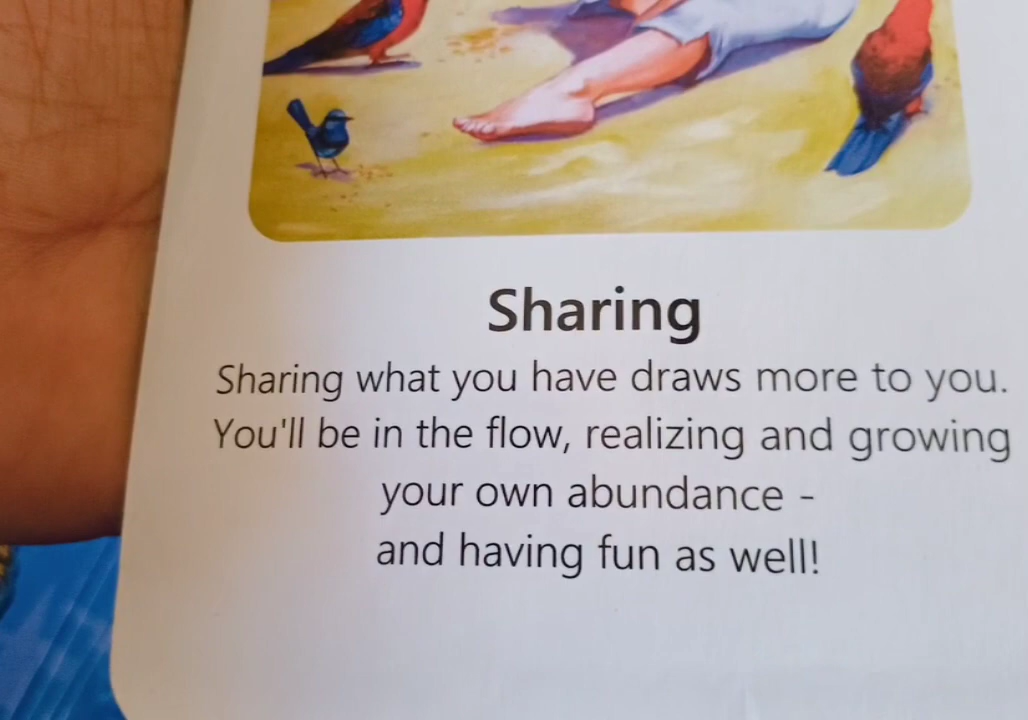 Sharing
Sharing what you have draws more to you.
You'll be in the flow, realizing and growing
your own abundance -
and having fun as well!